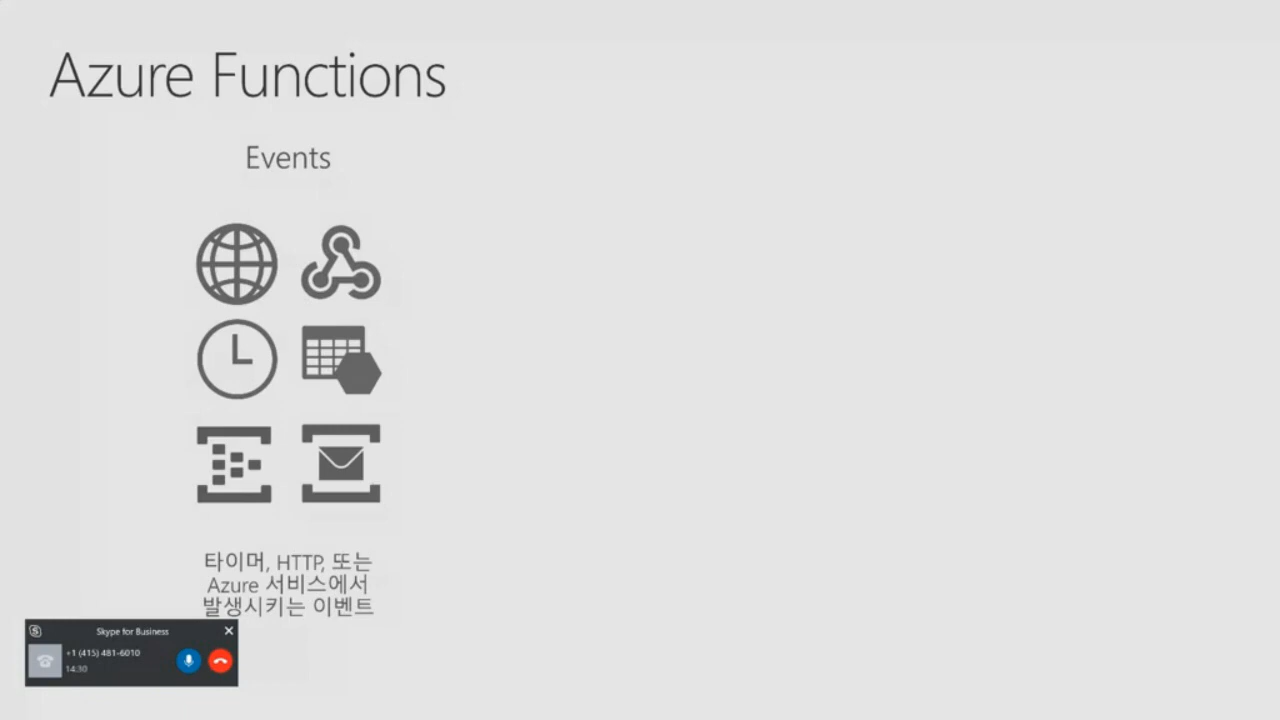 Azure Functions
Events
타이머, HTTP, 또는
Azure 서비스에서
발생시키는 이벤트
Skype for Business
+1 (415) 481-6010
14:30